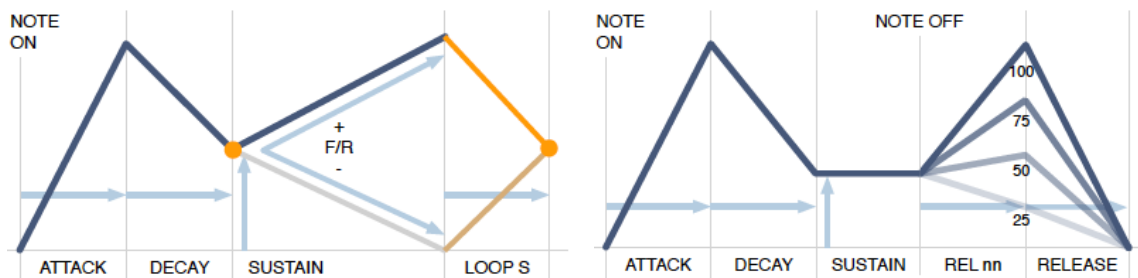 NOTE
ON
+
F/R
-
ATTACK DECAY SUSTAIN LOOP S
NOTE
ON
NOTE OFF
100
75
50
25
ATTACK DECAY SUSTAIN REL nn RELEASE